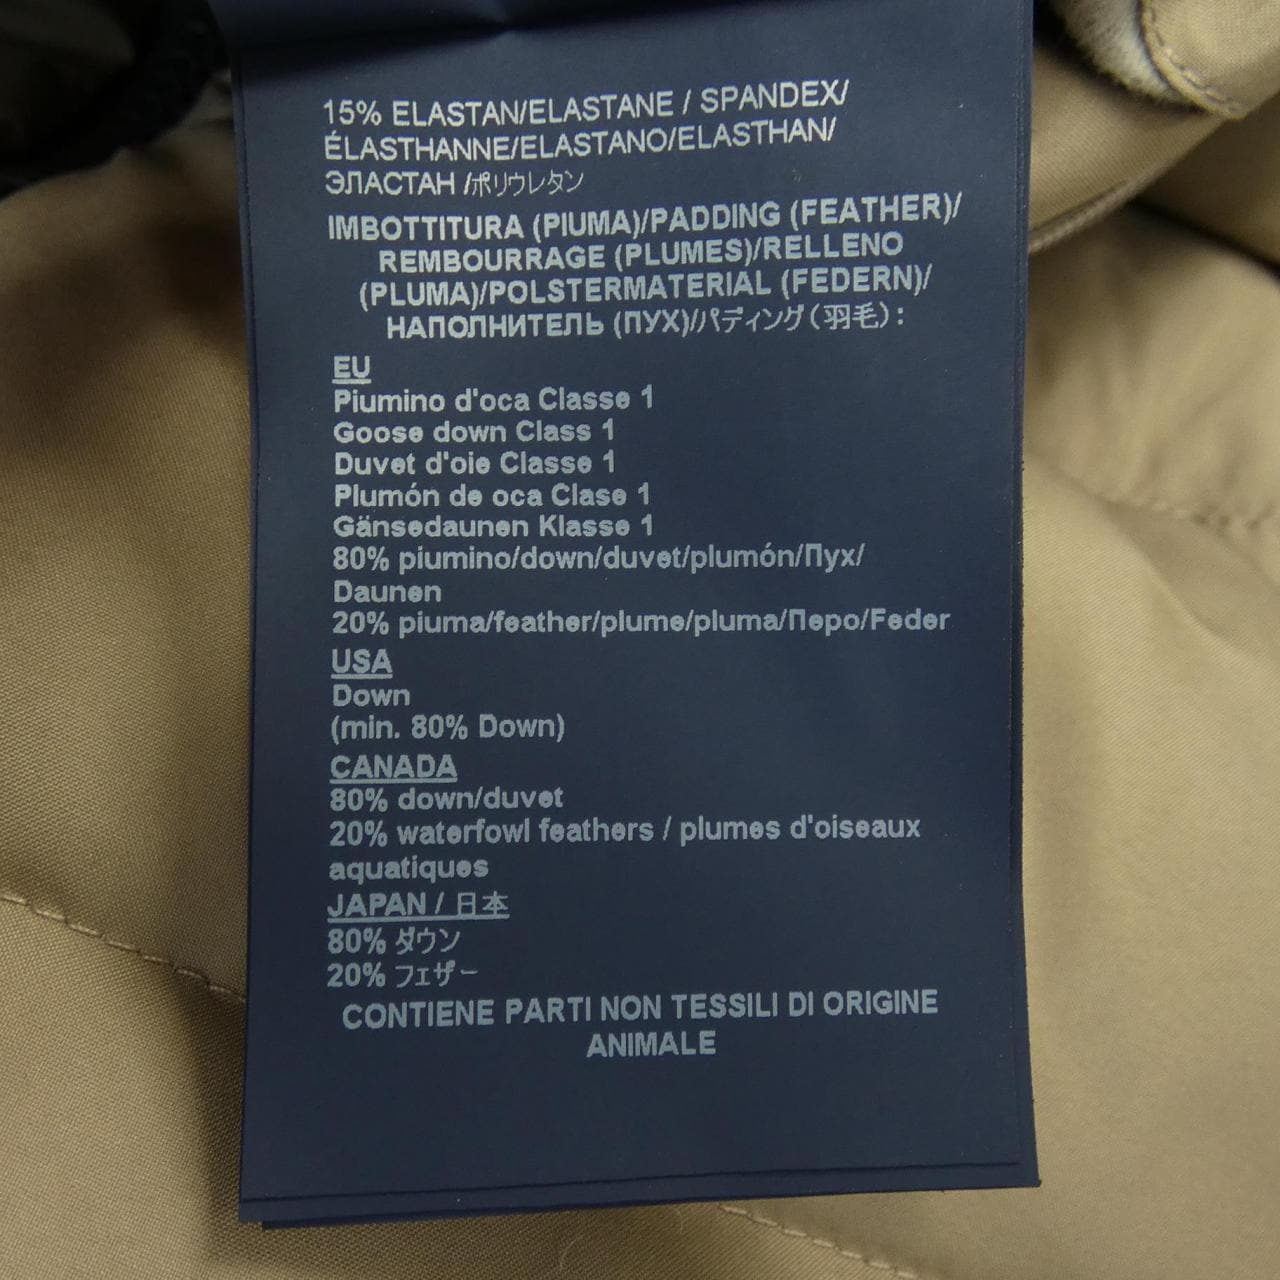 15% ELASTAN/ELASTANE / SPANDEX/
ÉLASTHANNE/ELASTANO/ELASTHAN/
ЭЛАСТАН /ポリウレタン
IMBOTTITURA (PIUMA)/PADDING (FEATHER)/
REMBOURRAGE (PLUMES)/RELLENO
(PLUMA)/POLSTERMATERIAL (FEDERN)/
НАПОЛНИТЕЛЬ (ПУХ)/パディング(羽毛):
EU
Piumino d'oca Classe 1
Goose down Class 1
Duvet d'oie Classe 1
Plumón de oca Clase 1
Gänsedaunen Klasse 1
80% piumino/down/duvet/plumón/Пух/
Daunen
20% piuma/feather/plume/pluma/Перо/Feder
USA
Down
(min. 80% Down)
CANADA
80% down/duvet
20% waterfowl feathers / plumes d'oiseaux
aquatiques
JAPAN / 日本
80% ダウン
20% フェザー
CONTIENE PARTI NON TESSILI DI ORIGINE
ANIMALE